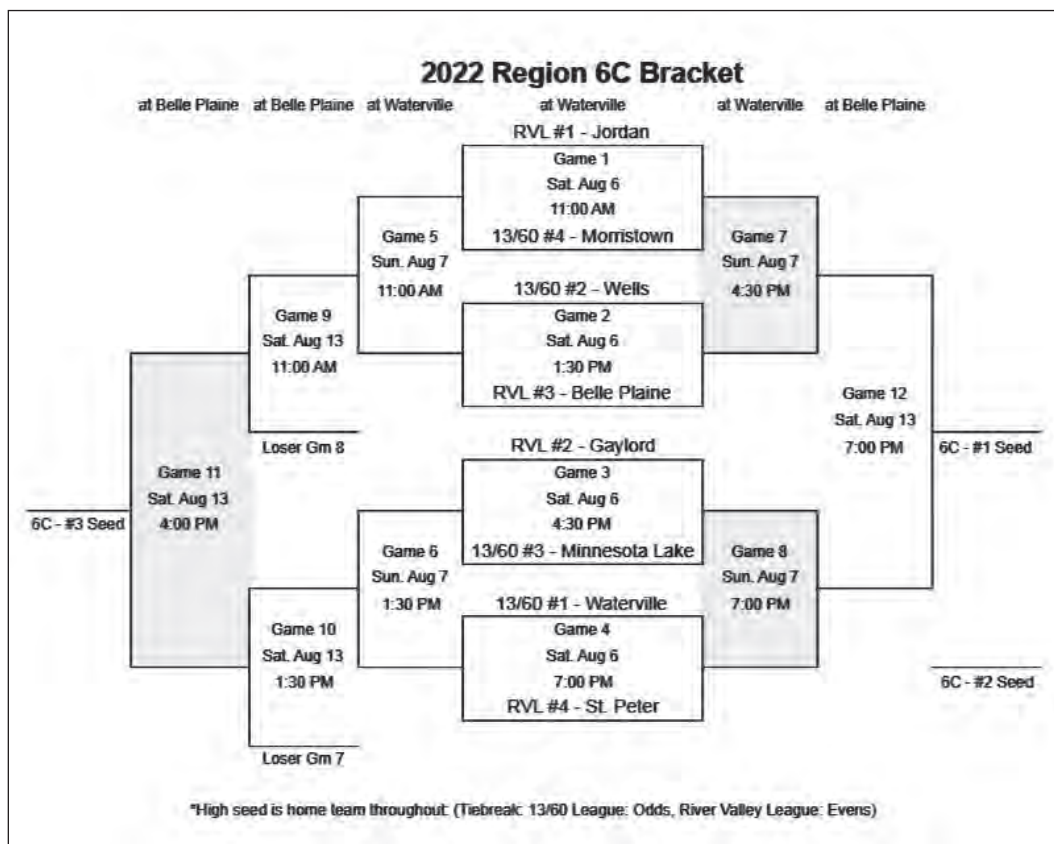 2022 Region 6C Bracket
at Belle Plaine at Belle Plaine at Waterville at Waterville at Waterville at Belle Plaine
RVL #1 - Jordan
Game 1
Sat. Aug 6
11:00 AM
13/60 #4 - Morristown
Game 5
Sun. Aug 7
11:00 AM
Game 7
Sun. Aug 7
4:30 PM
13/60 #2 - Wells
Game 2
Sat. Aug 6
1:30 PM
RVL #3 - Belle Plaine
Game 9
Sat. Aug 13
11:00 AM
Loser Gm 8
Game 12
Sat. Aug 13
7:00 PM
6C - #1 Seed
RVL #2 - Gaylord
Game 3
Sat. Aug 6
4:30 PM
13/60 #3 - Minnesota Lake
Game 11
Sat. Aug 13
4:00 PM
6C - #3 Seed
Game 6
Sun. Aug 7
1:30 PM
Game 8
Sun. Aug 7
7:00 PM
13/60 #1 - Waterville
Game 4
Sat. Aug 6
7:00 PM
RVL #4 - St. Peter
Game 10
Sat. Aug 13
1:30 PM
Loser Gm 7
6C - #2 Seed
*High seed is home team throughout. (Tiebreak: 13/60 League: Odds, River Valley League: Evens)